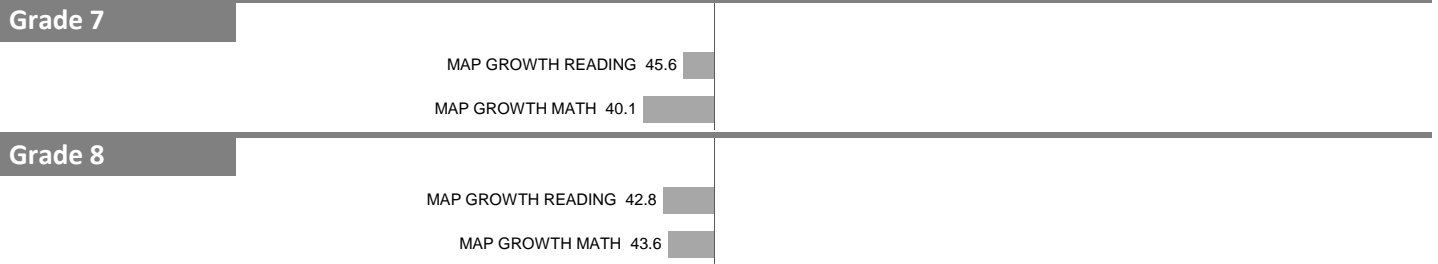 Grade 7
MAP GROWTH READING 45.6
MAP GROWTH MATH 40.1
Grade 8
MAP GROWTH READING 42.8
MAP GROWTH MATH 43.6